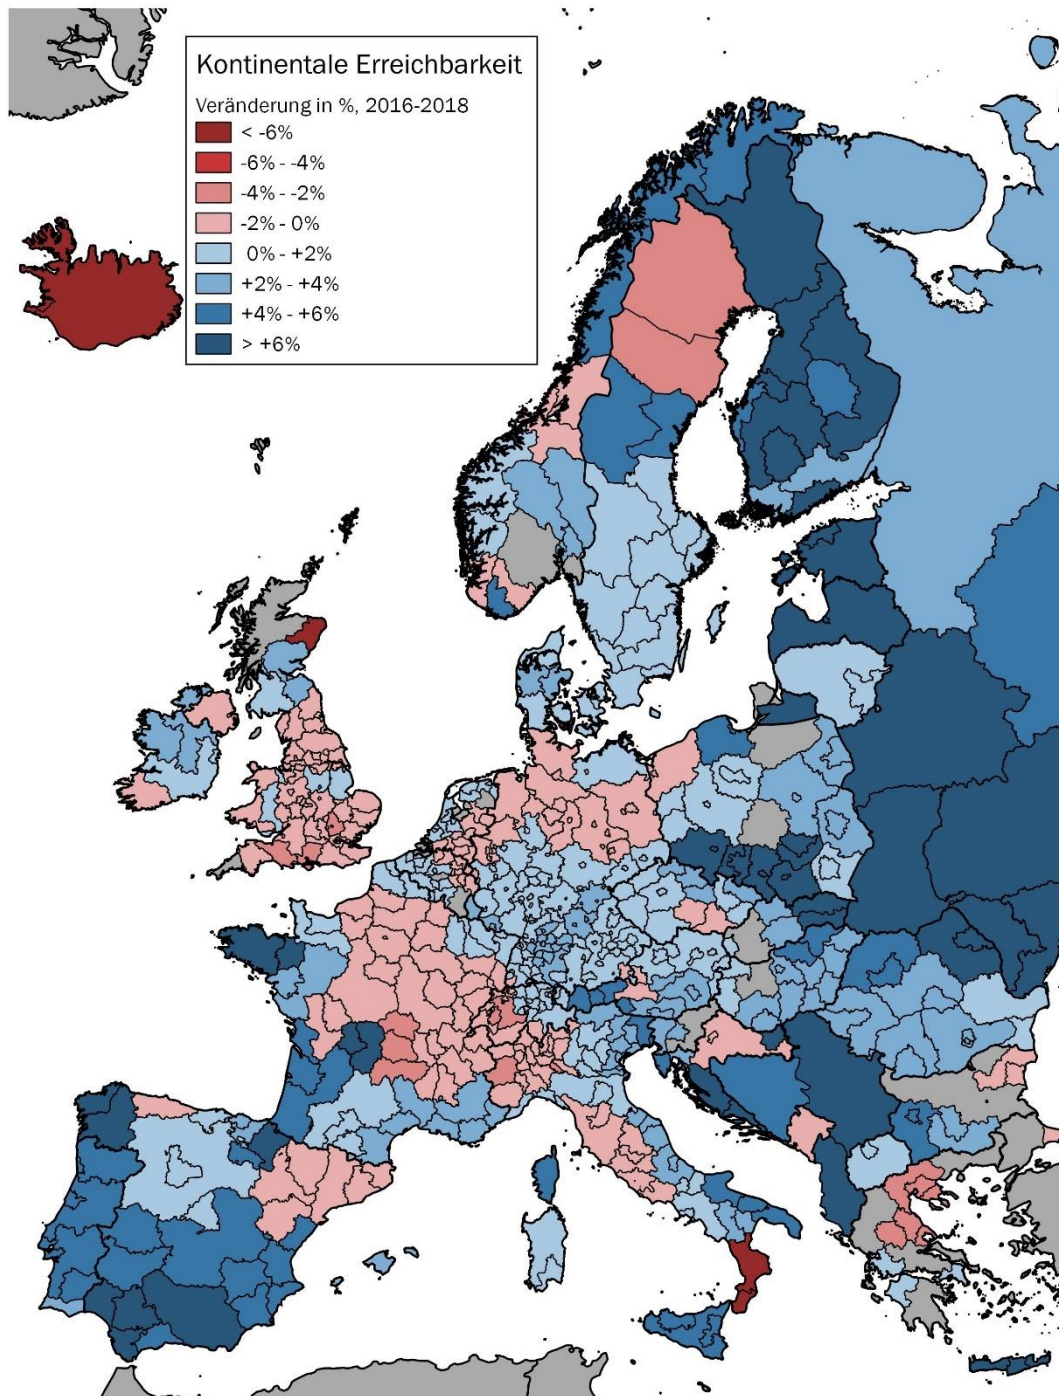 Kontinentale Erreichbarkeit
Veränderung in %, 2016-2018
< -6%
-6% - -4%
-4% - -2%
-2% - 0%
0% - +2%
+2% - +4%
+4% - +6%
> +6%